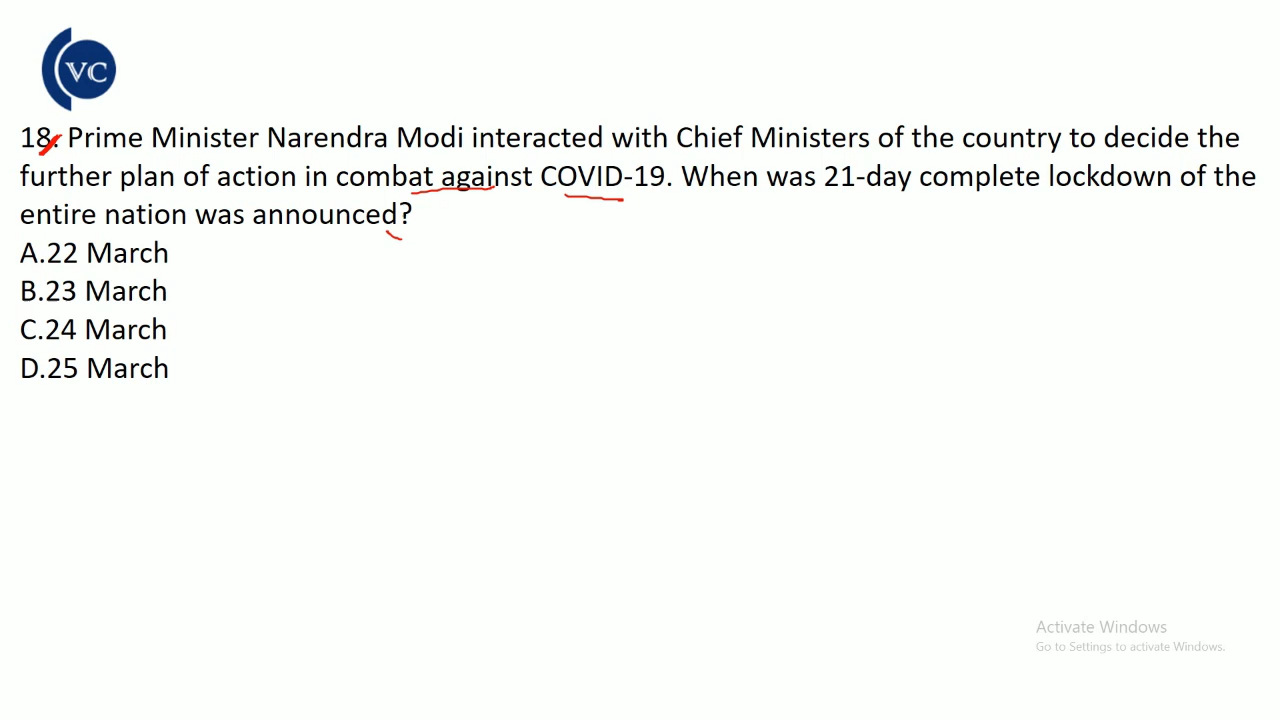 VC
18. Prime Minister Narendra Modi interacted with Chief Ministers of the country to decide the
further plan of action in combat against COVID-19. When was 21-day complete lockdown of the
entire nation was announced?
A.22 March
B.23 March
C.24 March
D.25 March
Activate Windows
Go to Settings to activate Windows.